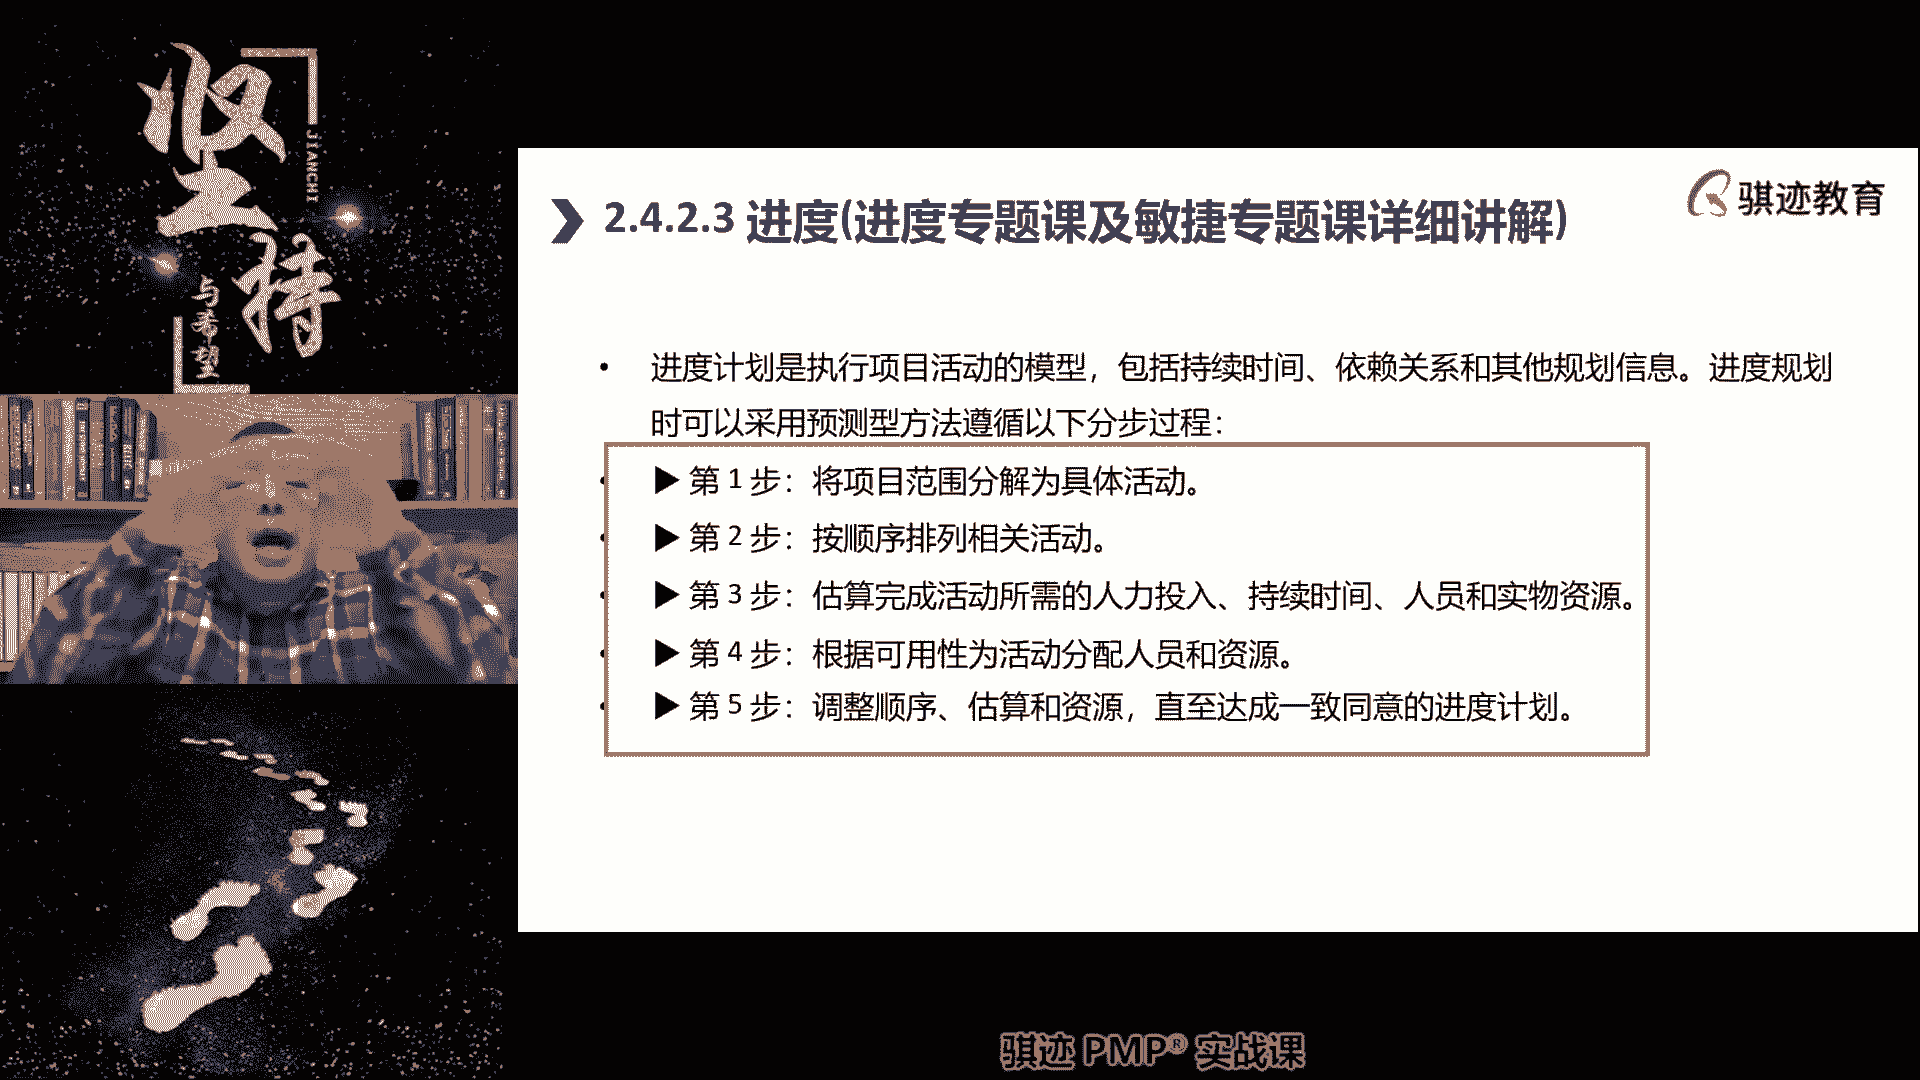 坚持
JIANCHI
与希望
骐迹教育
2.4.2.3 进度(进度专题课及敏捷专题课详细讲解)
• 进度计划是执行项目活动的模型，包括持续时间、依赖关系和其他规划信息。进度规划
时可以采用预测型方法遵循以下分步过程：
▶ 第 1 步：将项目范围分解为具体活动。
▶ 第 2 步：按顺序排列相关活动。
▶ 第 3 步：估算完成活动所需的人力投入、持续时间、人员和实物资源。
▶ 第 4 步：根据可用性为活动分配人员和资源。
▶ 第 5 步：调整顺序、估算和资源，直至达成一致同意的进度计划。
骐迹 PMP® 实战课